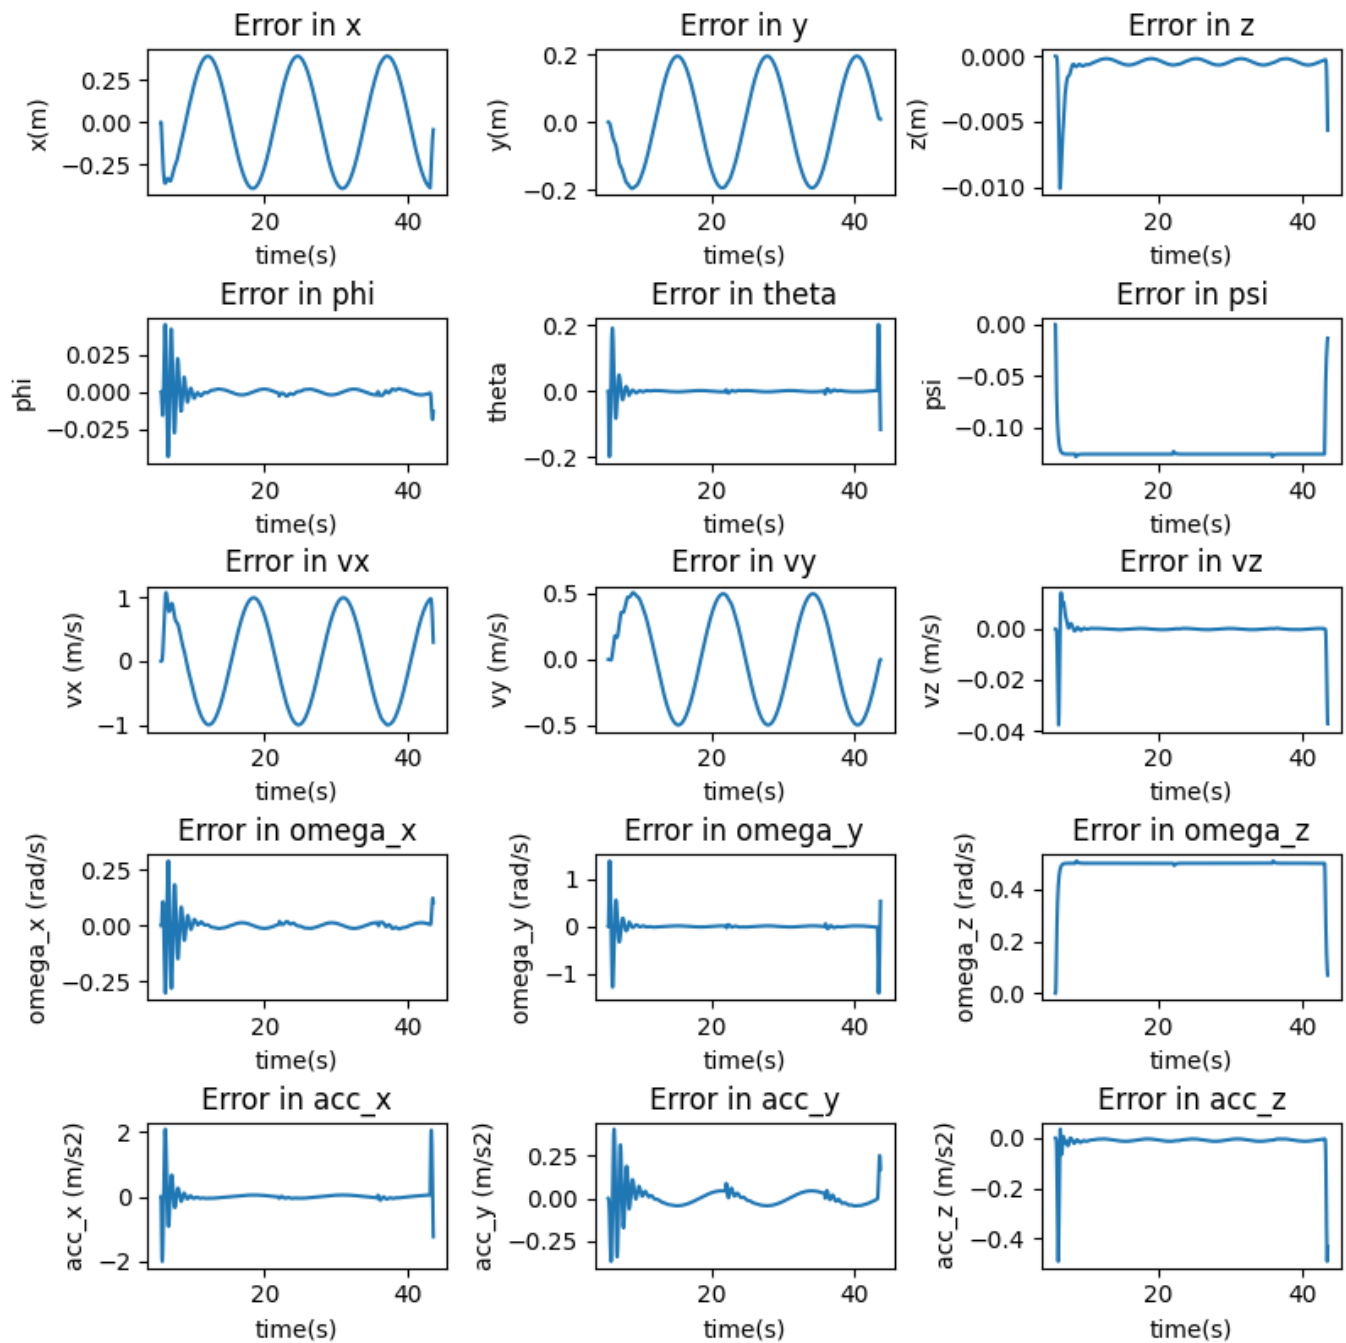 Error in x
x(m)
0.25
0.00
−0.25
20
40
time(s)
Error in y
y(m)
0.2
0.0
−0.2
20
40
time(s)
Error in z
z(m)
0.000
−0.005
−0.010
20
40
time(s)
Error in phi
phi
0.025
0.000
−0.025
20
40
time(s)
Error in theta
theta
0.2
0.0
−0.2
20
40
time(s)
Error in psi
psi
0.00
−0.05
−0.10
20
40
time(s)
Error in vx
vx (m/s)
1
0
−1
20
40
time(s)
Error in vy
vy (m/s)
0.5
0.0
−0.5
20
40
time(s)
Error in vz
vz (m/s)
0.00
−0.02
−0.04
20
40
time(s)
Error in omega_x
omega_x (rad/s)
0.25
0.00
−0.25
20
40
time(s)
Error in omega_y
omega_y (rad/s)
1
0
−1
20
40
time(s)
Error in omega_z
omega_z (rad/s)
0.4
0.2
0.0
20
40
time(s)
Error in acc_x
acc_x (m/s2)
2
0
−2
20
40
time(s)
Error in acc_y
acc_y (m/s2)
0.25
0.00
−0.25
20
40
time(s)
Error in acc_z
acc_z (m/s2)
0.0
−0.2
−0.4
20
40
time(s)